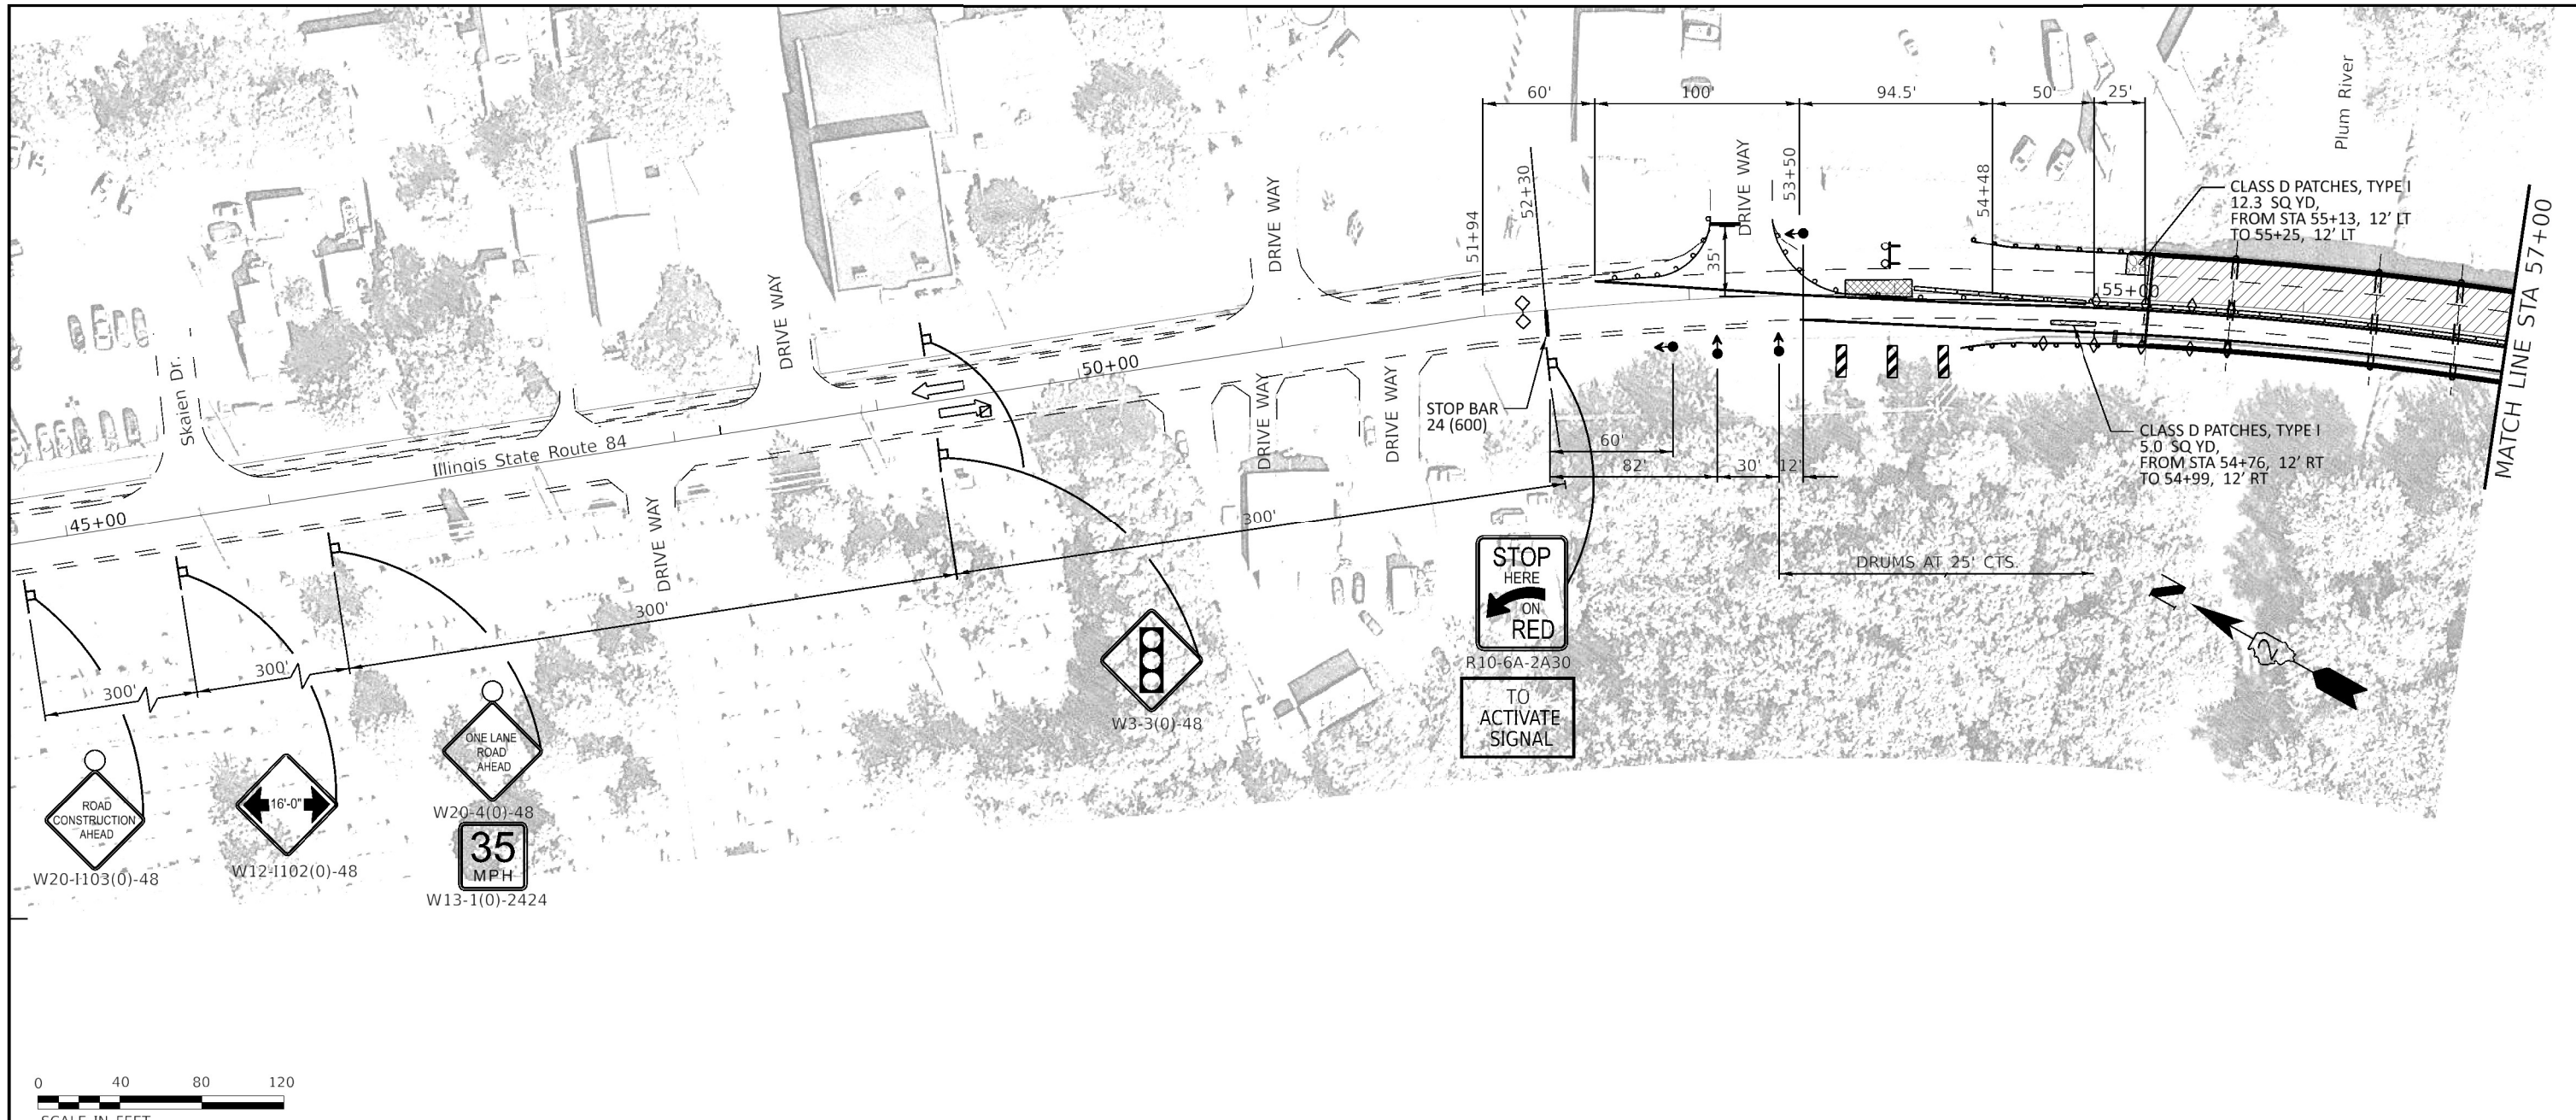 60'
100'
94.5'
50'
25'
Plum River
DRIVE WAY
53+50
52+30
51+94
54+48
CLASS D PATCHES, TYPE I
12.3 SQ YD,
FROM STA 55+13, 12' LT
TO 55+25, 12' LT
MATCH LINE STA 57+00
DRIVE WAY
35'
55+00
DRIVE WAY
50+00
Skaien Dr.
DRIVE WAY
DRIVE WAY
STOP BAR
24 (600)
CLASS D PATCHES, TYPE I
5.0 SQ YD,
FROM STA 54+76, 12' RT
TO 54+99, 12' RT
Illinois State Route 84
60'
82'
30'
12'
45+00
DRIVE WAY
300'
DRUMS AT 25' CTS.
STOP
HERE
ON
RED
R10-6A-2A30
TO
ACTIVATE
SIGNAL
N
300'
300'
300'
W3-3(0)-48
ONE LANE
ROAD
AHEAD
W20-4(0)-48
35
MPH
W13-1(0)-2424
16'-0"
W12-I102(0)-48
ROAD
CONSTRUCTION
AHEAD
W20-I103(0)-48
0 40 80 120
SCALE IN FEET